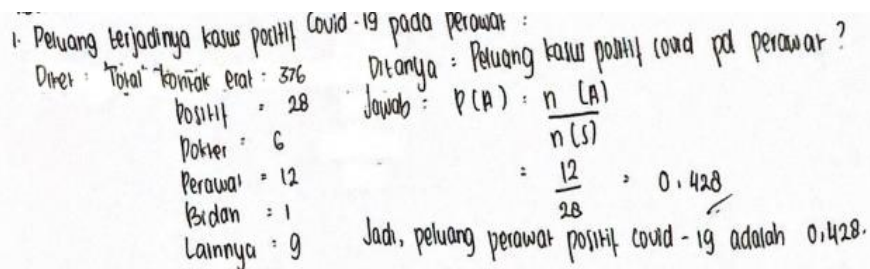 1. Peluang terjadinya kasus positif Covid-19 pada perawat :
Diket : Total kontak erat : 376
Positif : 28
Dokter : 6
Perawat = 12
Bidan : 1
Lainnya : 9
Ditanya : Peluang kasus positif covid pd perawat ?
Jawab : P(A) : n (A)
n (S)
: 12
28
: 0.428
Jadi, peluang perawat positif covid-19 adalah 0,428.